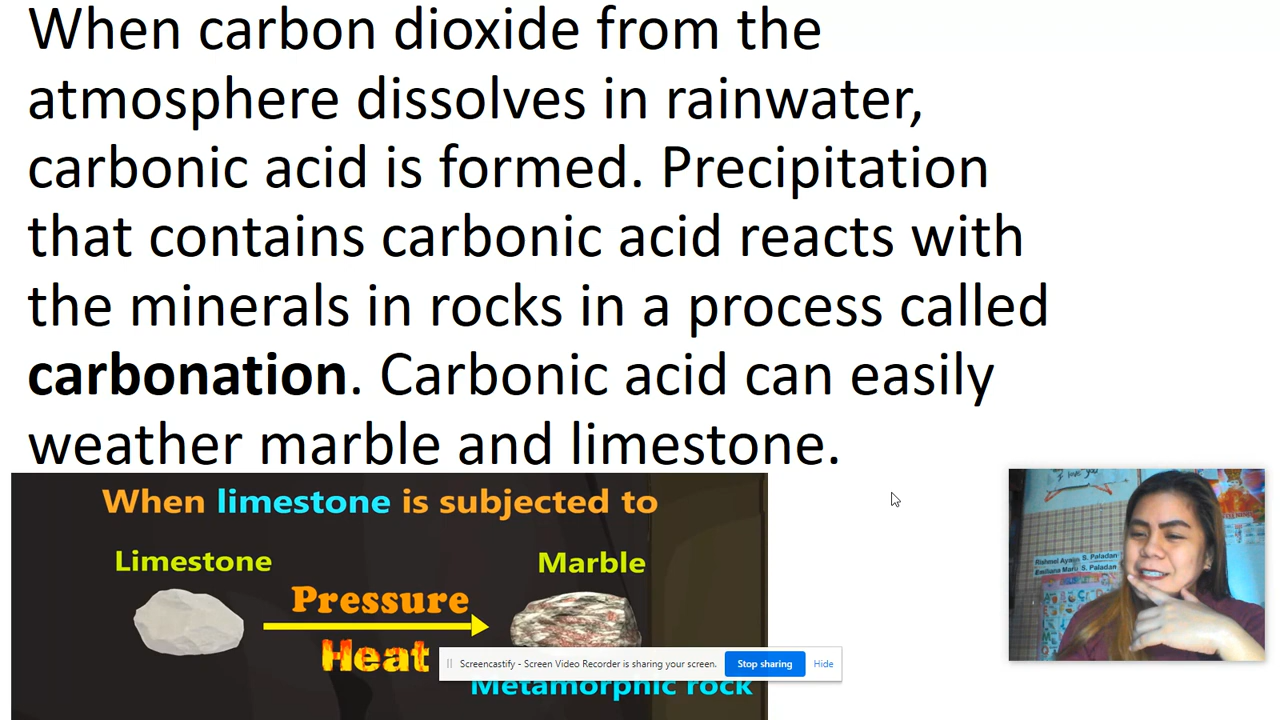 When carbon dioxide from the
atmosphere dissolves in rainwater,
carbonic acid is formed. Precipitation
that contains carbonic acid reacts with
the minerals in rocks in a process called
carbonation. Carbonic acid can easily
weather marble and limestone.
When limestone is subjected to
Limestone
Marble
Pressure
Heat
Screencastify - Screen Video Recorder is sharing your screen.
Stop sharing
Hide
Metamorphic rock
S. Paladan
S. Paladan